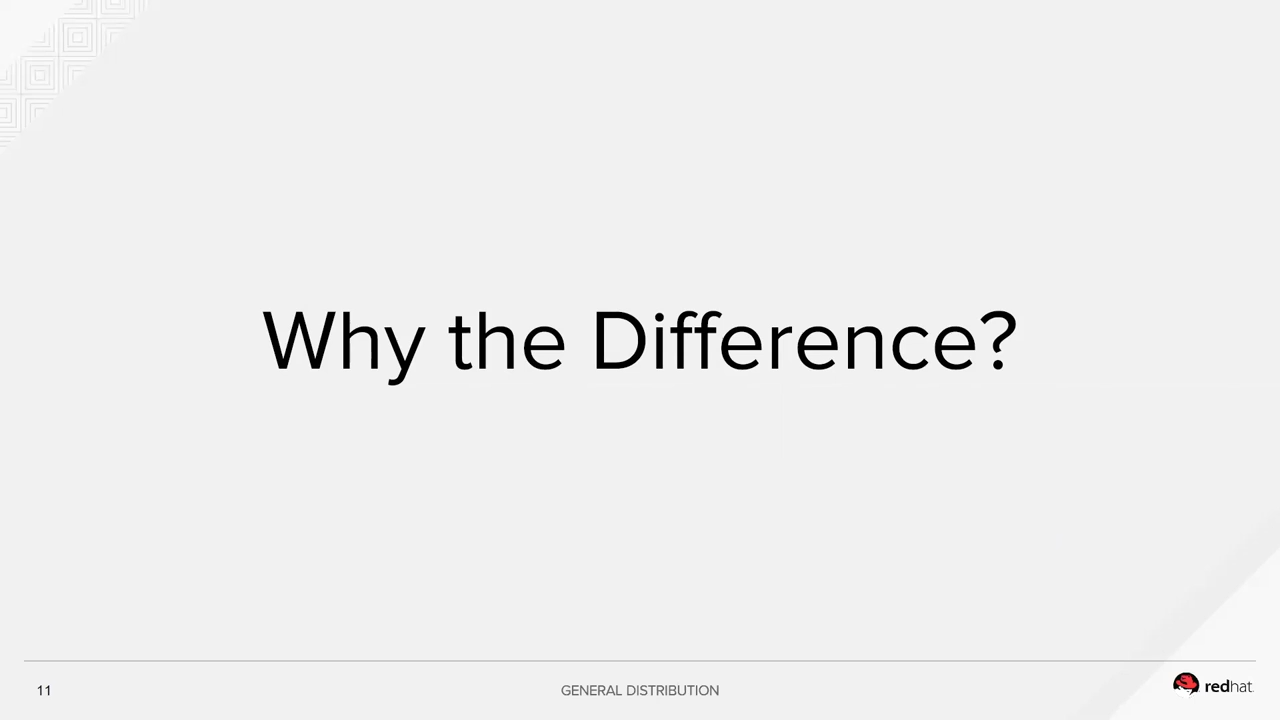 Why the Difference?
11
GENERAL DISTRIBUTION
redhat